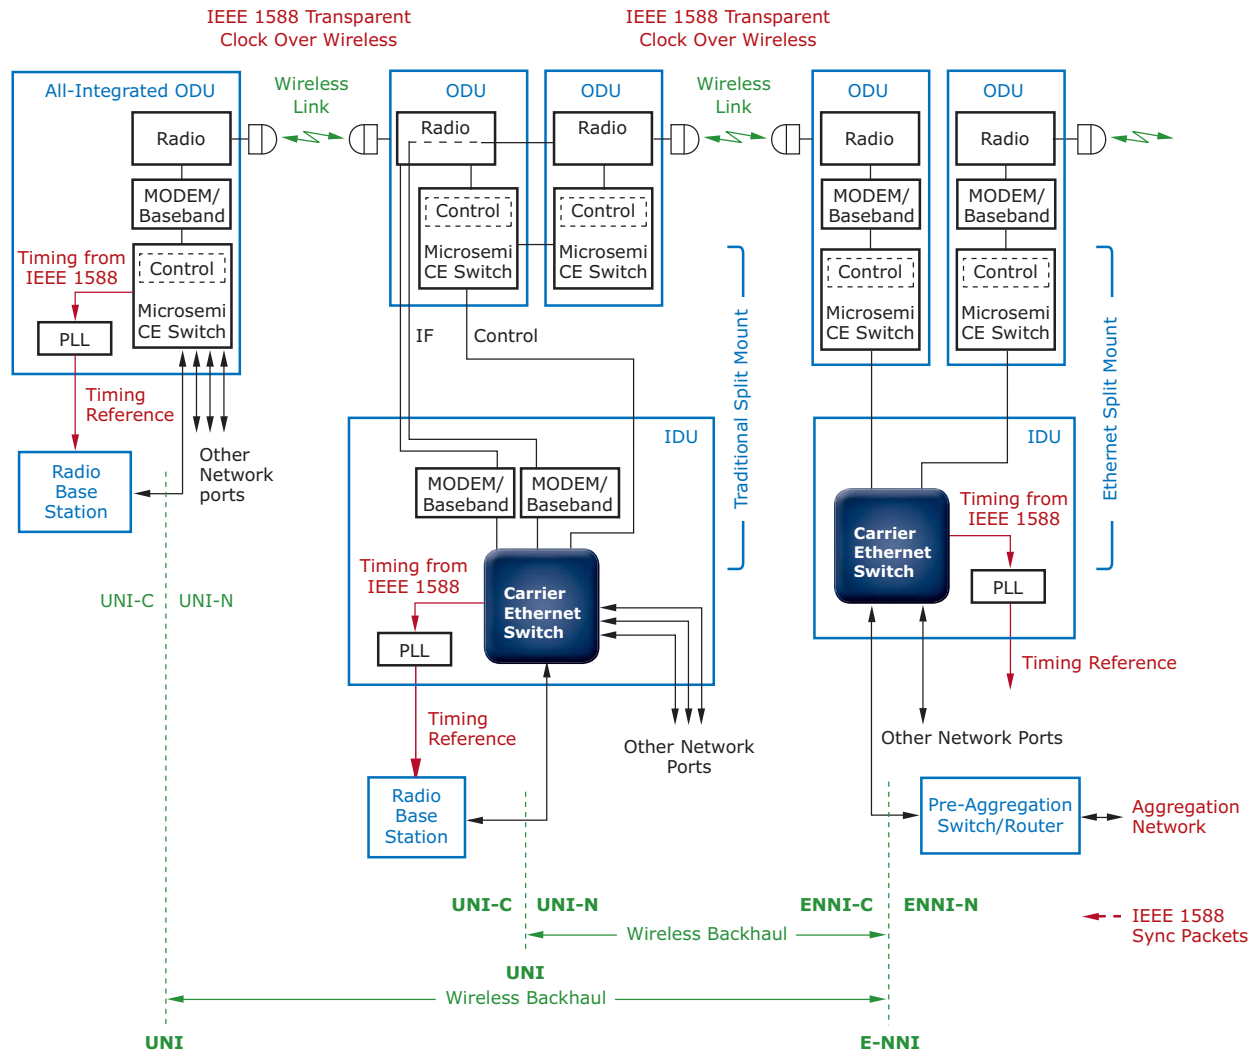 IEEE 1588 Transparent
Clock Over Wireless
IEEE 1588 Transparent
Clock Over Wireless
All-Integrated ODU
Wireless
Link
ODU
ODU
Wireless
Link
ODU
ODU
Radio
Radio
Radio
Radio
Radio
MODEM/
Baseband
MODEM/
Baseband
MODEM/
Baseband
Control
Control
Timing from
IEEE 1588
Control
Microsemi
CE Switch
Microsemi
CE Switch
Microsemi
CE Switch
Control
Microsemi
CE Switch
Control
Microsemi
CE Switch
PLL
IF
Control
Traditional Split Mount
Ethernet Split Mount
Timing
Reference
Other
Network
ports
Radio
Base
Station
IDU
IDU
MODEM/
Baseband
MODEM/
Baseband
Timing from
IEEE 1588
Carrier
Ethernet
Switch
PLL
Timing from
IEEE 1588
Carrier
Ethernet
Switch
PLL
UNI-C
UNI-N
Timing Reference
Timing
Reference
Other Network
Ports
Other Network Ports
Radio
Base
Station
Pre-Aggregation
Switch/Router
Aggregation
Network
UNI-C
UNI-N
ENNI-C
ENNI-N
IEEE 1588
Sync Packets
Wireless Backhaul
UNI
Wireless Backhaul
UNI
E-NNI